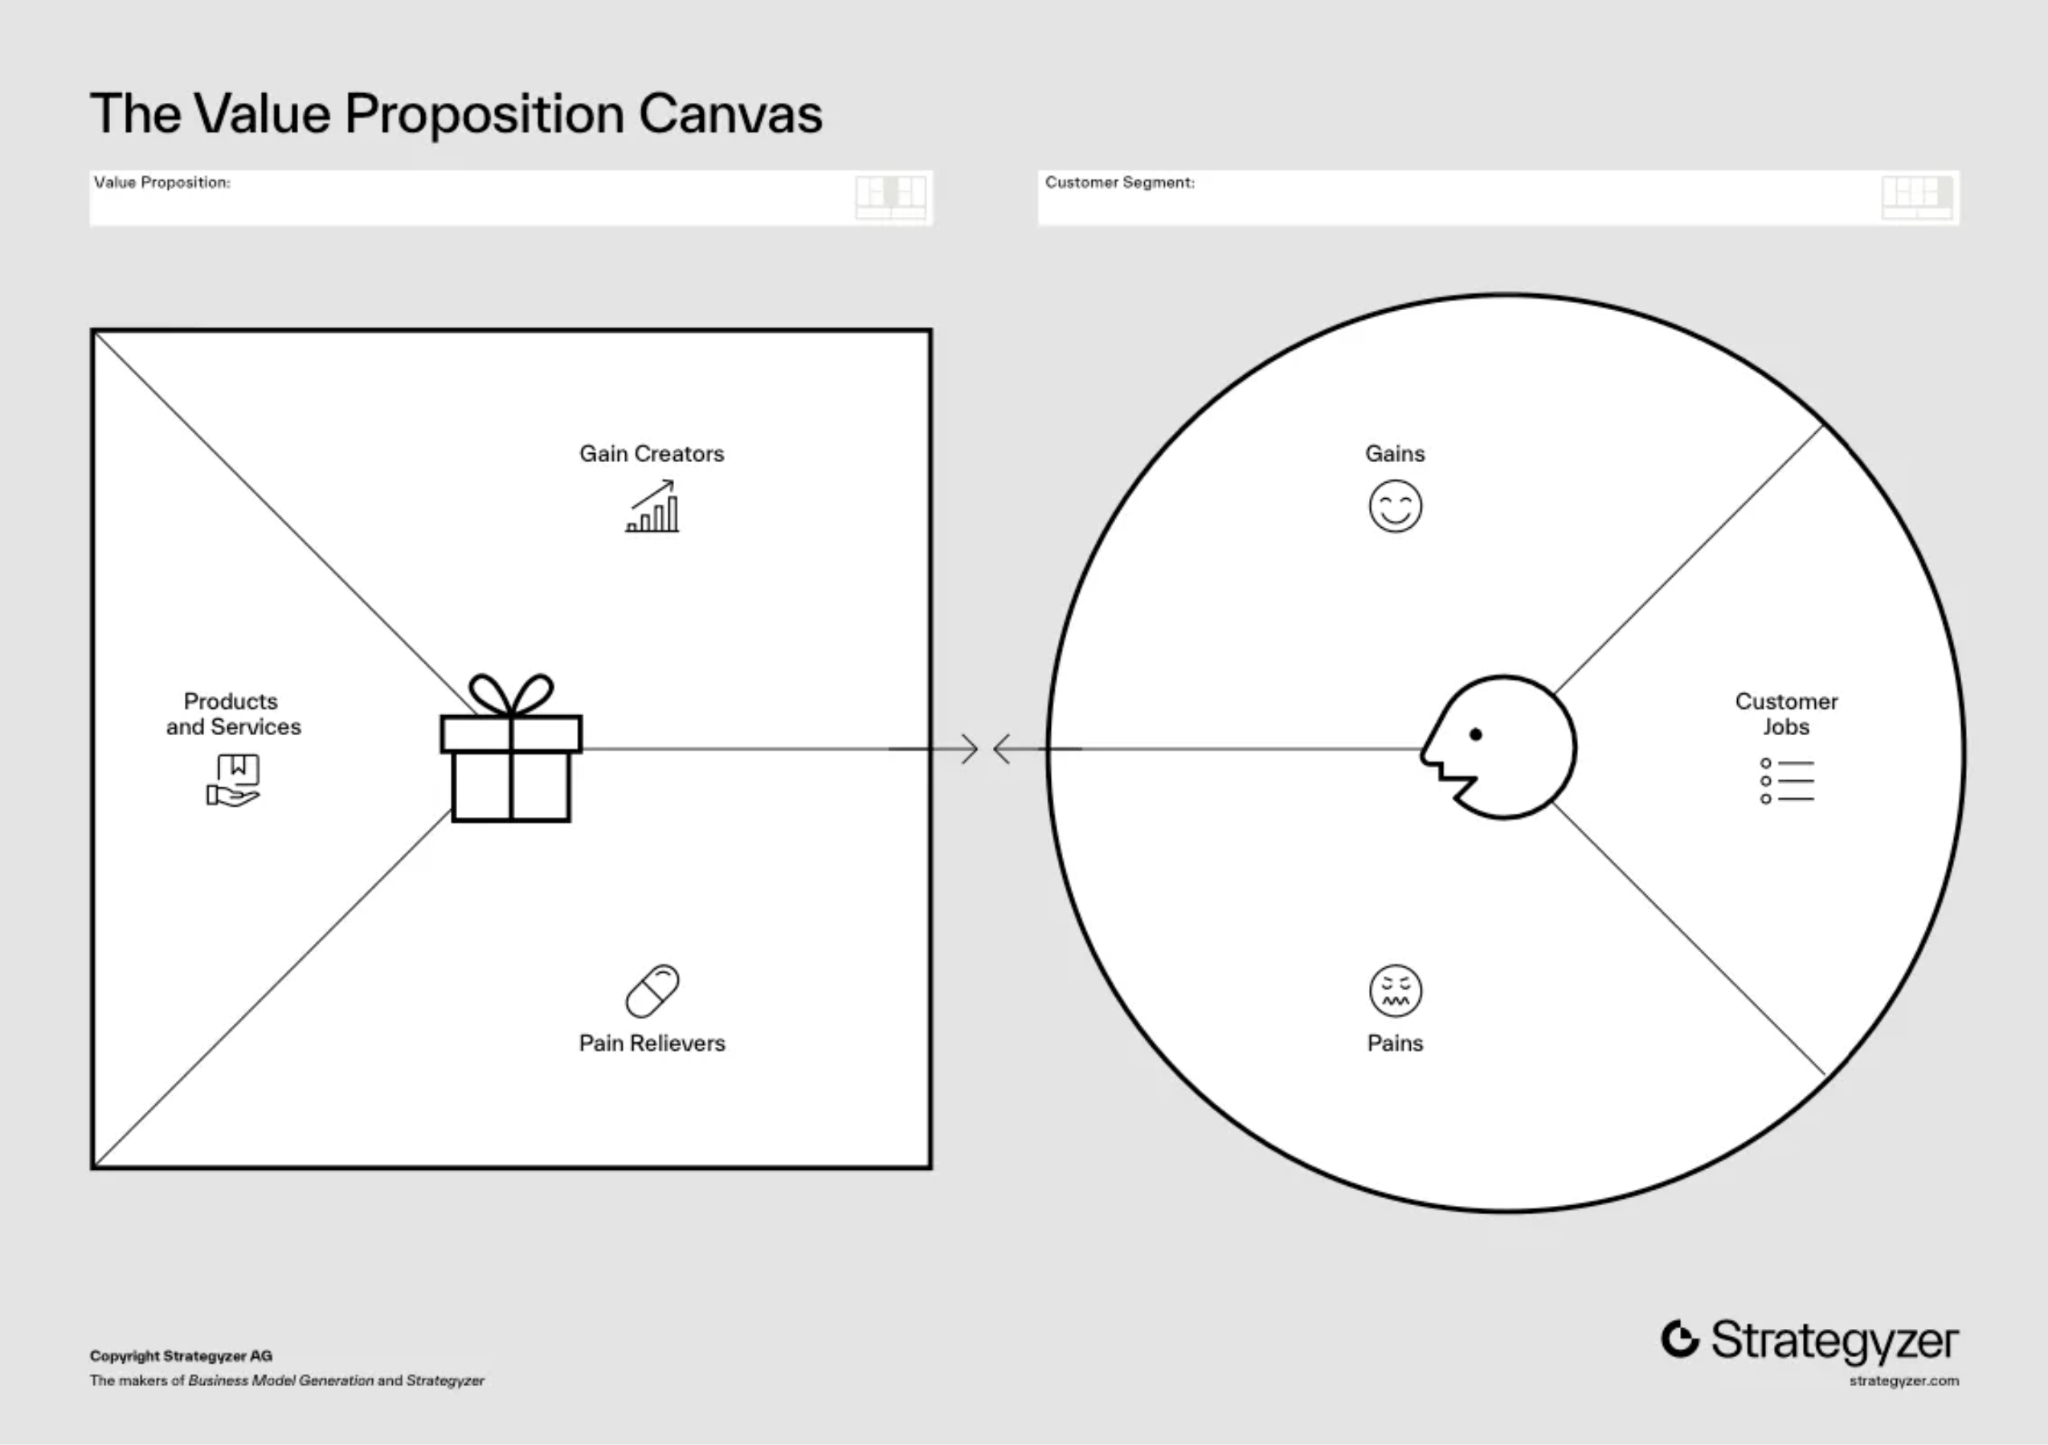 The Value Proposition Canvas
Value Proposition:
Customer Segment:
Gain Creators
Gains
Products
and Services
Customer
Jobs
Pain Relievers
Pains
Copyright Strategyzer AG
The makers of Business Model Generation and Strategyzer
Strategyzer
strategyzer.com